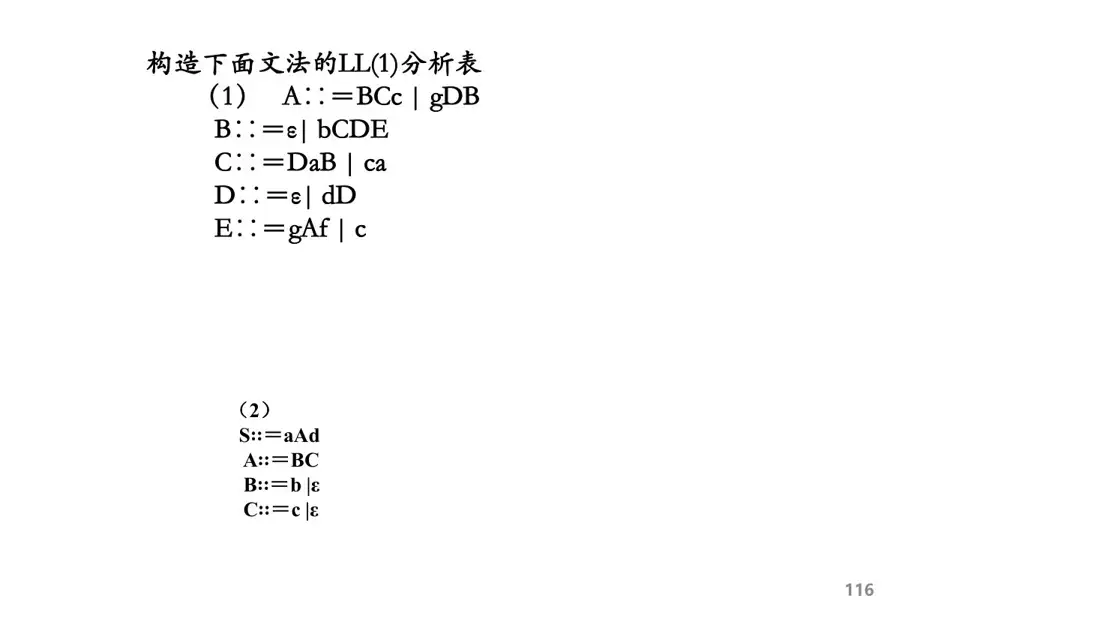 构造下面文法的LL(1)分析表
（1） A∷＝BCc | gDB
B∷＝ε| bCDE
C∷＝DaB | ca
D∷＝ε| dD
E∷＝gAf | c
（2）
S∷＝aAd
A∷＝BC
B∷＝b |ε
C∷＝c |ε
116